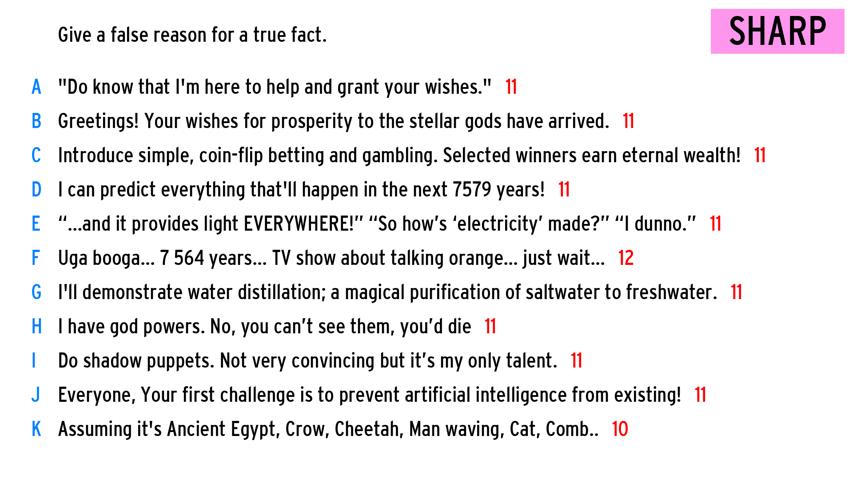 Give a false reason for a true fact.
SHARP
A "Do know that I'm here to help and grant your wishes." 11
B Greetings! Your wishes for prosperity to the stellar gods have arrived. 11
C Introduce simple, coin-flip betting and gambling. Selected winners earn eternal wealth! 11
D I can predict everything that'll happen in the next 7579 years! 11
E “...and it provides light EVERYWHERE!” “So how’s ‘electricity’ made?” “I dunno.” 11
F Uga booga... 7 564 years... TV show about talking orange... just wait... 12
G I'll demonstrate water distillation; a magical purification of saltwater to freshwater. 11
H I have god powers. No, you can’t see them, you’d die 11
I Do shadow puppets. Not very convincing but it’s my only talent. 11
J Everyone, Your first challenge is to prevent artificial intelligence from existing! 11
K Assuming it's Ancient Egypt, Crow, Cheetah, Man waving, Cat, Comb.. 10